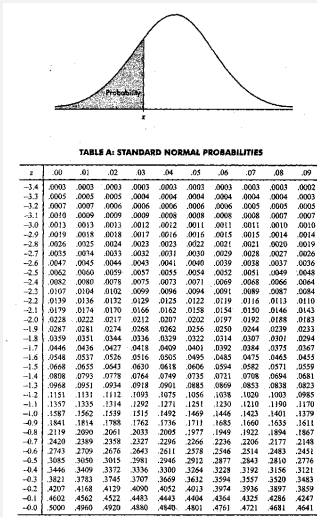 Probability
z
TABLE A: STANDARD NORMAL PROBABILITIES
z .00 .01 .02 .03 .04 .05 .06 .07 .08 .09
-3.4 .0003 .0003 .0003 .0003 .0003 .0003 .0003 .0003 .0003 .0002
-3.3 .0005 .0005 .0005 .0004 .0004 .0004 .0004 .0004 .0004 .0003
-3.2 .0007 .0007 .0006 .0006 .0006 .0006 .0006 .0005 .0005 .0005
-3.1 .0010 .0009 .0009 .0009 .0008 .0008 .0008 .0008 .0007 .0007
-3.0 .0013 .0013 .0013 .0012 .0012 .0011 .0011 .0011 .0010 .0010
-2.9 .0019 .0018 .0018 .0017 .0016 .0016 .0015 .0015 .0014 .0014
-2.8 .0026 .0025 .0024 .0023 .0023 .0022 .0021 .0021 .0020 .0019
-2.7 .0035 .0034 .0033 .0032 .0031 .0030 .0029 .0028 .0027 .0026
-2.6 .0047 .0045 .0044 .0043 .0041 .0040 .0039 .0038 .0037 .0036
-2.5 .0062 .0060 .0059 .0057 .0055 .0054 .0052 .0051 .0049 .0048
-2.4 .0082 .0080 .0078 .0075 .0073 .0071 .0069 .0068 .0066 .0064
-2.3 .0107 .0104 .0102 .0099 .0096 .0094 .0091 .0089 .0087 .0084
-2.2 .0139 .0136 .0132 .0129 .0125 .0122 .0119 .0116 .0113 .0110
-2.1 .0179 .0174 .0170 .0166 .0162 .0158 .0154 .0150 .0146 .0143
-2.0 .0228 .0222 .0217 .0212 .0207 .0202 .0197 .0192 .0188 .0183
-1.9 .0287 .0281 .0274 .0268 .0262 .0256 .0250 .0244 .0239 .0233
-1.8 .0359 .0351 .0344 .0336 .0329 .0322 .0314 .0307 .0301 .0294
-1.7 .0446 .0436 .0427 .0418 .0409 .0401 .0392 .0384 .0375 .0367
-1.6 .0548 .0537 .0526 .0516 .0505 .0495 .0485 .0475 .0465 .0455
-1.5 .0668 .0655 .0643 .0630 .0618 .0606 .0594 .0582 .0571 .0559
-1.4 .0808 .0793 .0778 .0764 .0749 .0735 .0721 .0708 .0694 .0681
-1.3 .0968 .0951 .0934 .0918 .0901 .0885 .0869 .0853 .0838 .0823
-1.2 .1151 .1131 .1112 .1093 .1075 .1056 .1038 .1020 .1003 .0985
-1.1 .1357 .1335 .1314 .1292 .1271 .1251 .1230 .1210 .1190 .1170
-1.0 .1587 .1562 .1539 .1515 .1492 .1469 .1446 .1423 .1401 .1379
-0.9 .1841 .1814 .1788 .1762 .1736 .1711 .1685 .1660 .1635 .1611
-0.8 .2119 .2090 .2061 .2033 .2005 .1977 .1949 .1922 .1894 .1867
-0.7 .2420 .2389 .2358 .2327 .2296 .2266 .2236 .2206 .2177 .2148
-0.6 .2743 .2709 .2676 .2643 .2611 .2578 .2546 .2514 .2483 .2451
-0.5 .3085 .3050 .3015 .2981 .2946 .2912 .2877 .2843 .2810 .2776
-0.4 .3446 .3409 .3372 .3336 .3300 .3264 .3228 .3192 .3156 .3121
-0.3 .3821 .3783 .3745 .3707 .3669 .3632 .3594 .3557 .3520 .3483
-0.2 .4207 .4168 .4129 .4090 .4052 .4013 .3974 .3936 .3897 .3859
-0.1 .4602 .4562 .4522 .4483 .4443 .4404 .4364 .4325 .4286 .4247
-0.0 .5000 .4960 .4920 .4880 .4840 .4801 .4761 .4721 .4681 .4641